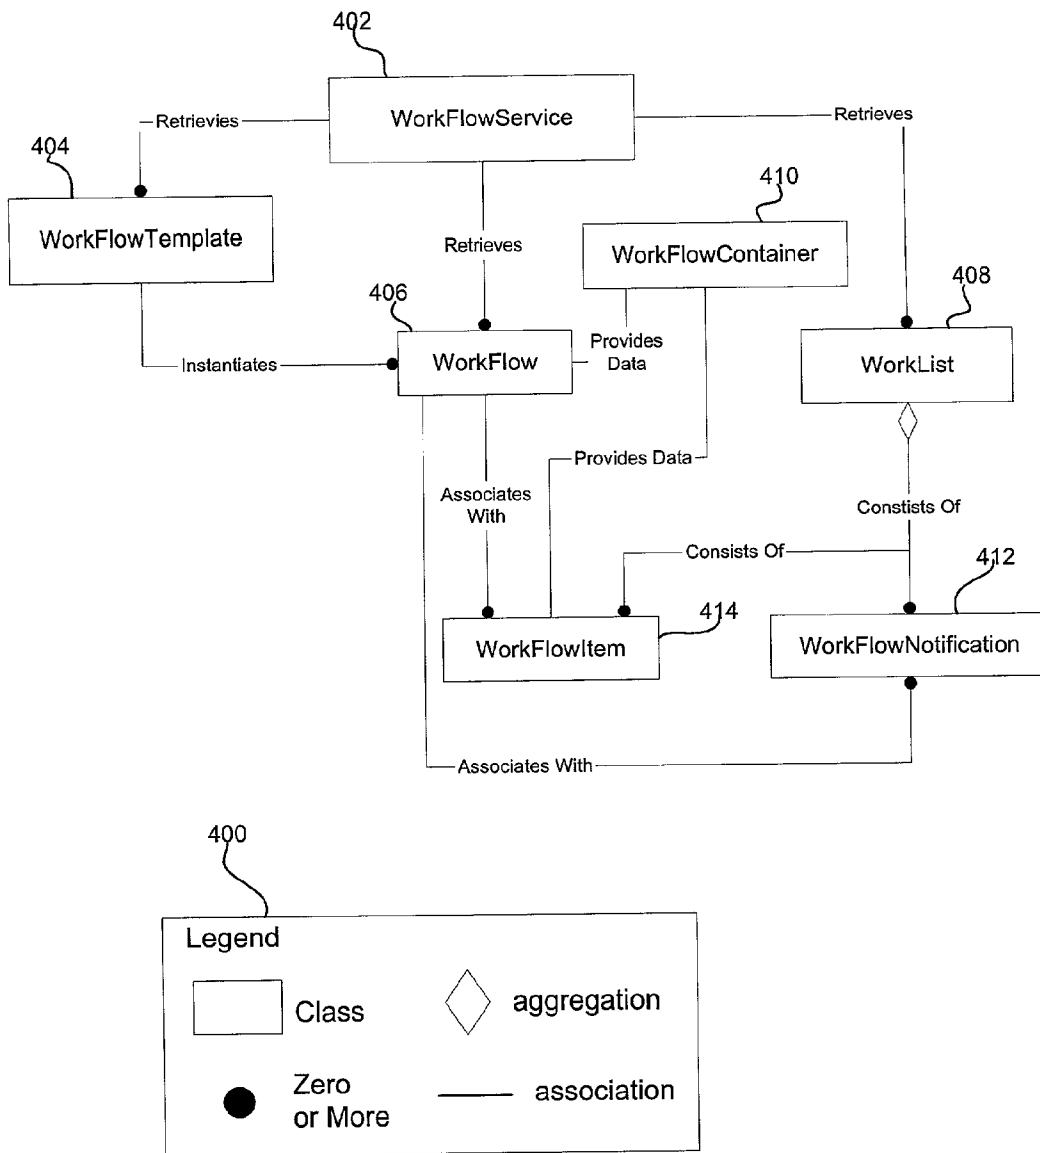 402
WorkFlowService
Retrievies
Retrieves
404
WorkFlowTemplate
410
WorkFlowContainer
Retrieves
408
406
WorkFlow
Provides
Data
WorkList
Instantiates
Provides Data
Associates
With
Constists Of
Consists Of
412
414
WorkFlowItem
WorkFlowNotification
Associates With
400
Legend
Class
aggregation
Zero
or More
association